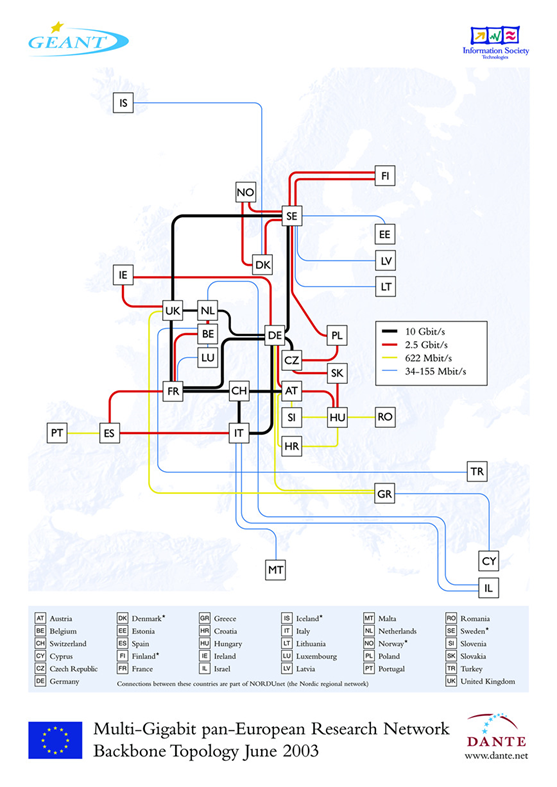 GEANT
Information Society
Technologies
IS
FI
NO
SE
EE
DK
LV
IE
LT
UK
NL
BE
DE
PL
LU
CZ
SK
FR
CH
AT
SI
HU
RO
PT
ES
IT
HR
TR
GR
MT
CY
IL
10 Gbit/s
2.5 Gbit/s
622 Mbit/s
34-155 Mbit/s
AT Austria
BE Belgium
CH Switzerland
CY Cyprus
CZ Czech Republic
DE Germany
DK Denmark*
EE Estonia
ES Spain
FI Finland*
FR France
GR Greece
HR Croatia
HU Hungary
IE Ireland
IL Israel
IS Iceland*
IT Italy
LT Lithuania
LU Luxembourg
LV Latvia
MT Malta
NL Netherlands
NO Norway*
PL Poland
PT Portugal
RO Romania
SE Sweden*
SI Slovenia
SK Slovakia
TR Turkey
UK United Kingdom
Connections between these countries are part of NORDUnet (the Nordic regional network)
Multi-Gigabit pan-European Research Network
Backbone Topology June 2003
DANTE
www.dante.net